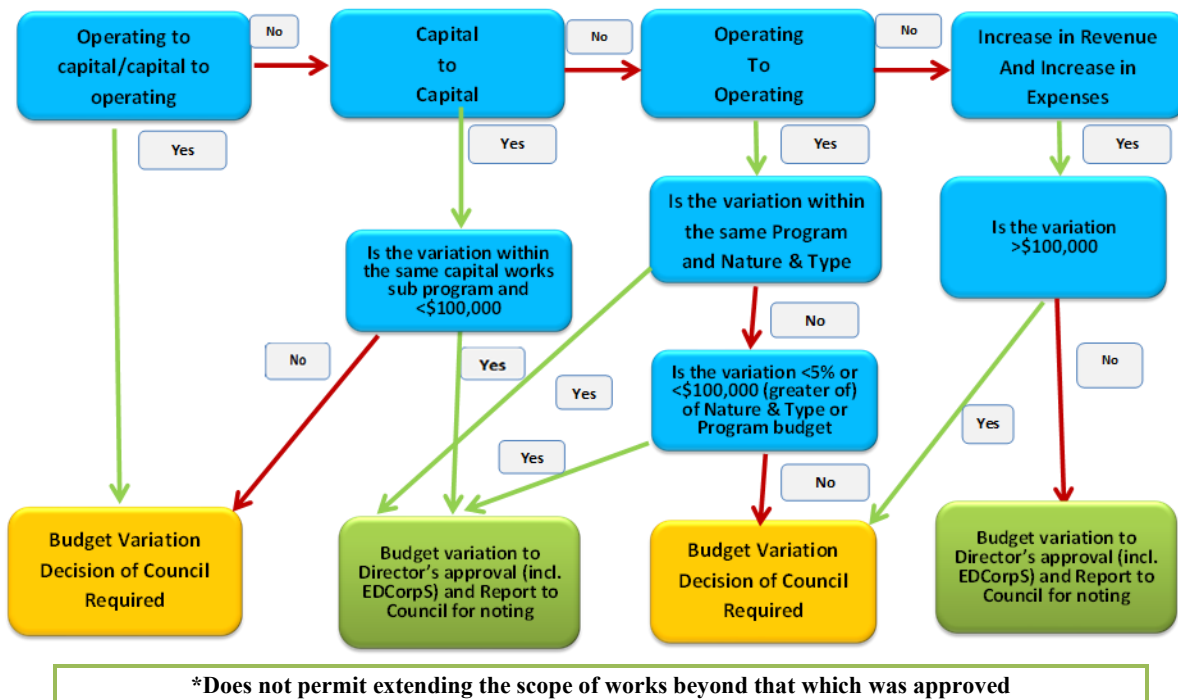 Operating to
capital/capital to
operating
No
Capital
to
Capital
No
Operating
To
Operating
No
Increase in Revenue
And Increase in
Expenses
Yes
Yes
Yes
Yes
Is the variation within
the same capital works
sub program and
<$100,000
Is the variation within
the same Program
and Nature & Type
Is the variation
>$100,000
No
Yes
No
Yes
Is the variation <5% or
<$100,000 (greater of)
of Nature & Type or
Program budget
No
Yes
Yes
No
Budget Variation
Decision of Council
Required
Budget variation to
Director's approval (incl.
EDCorpS) and Report to
Council for noting
Budget Variation
Decision of Council
Required
Budget variation to
Director's approval (incl.
EDCorpS) and Report to
Council for noting
*Does not permit extending the scope of works beyond that which was approved